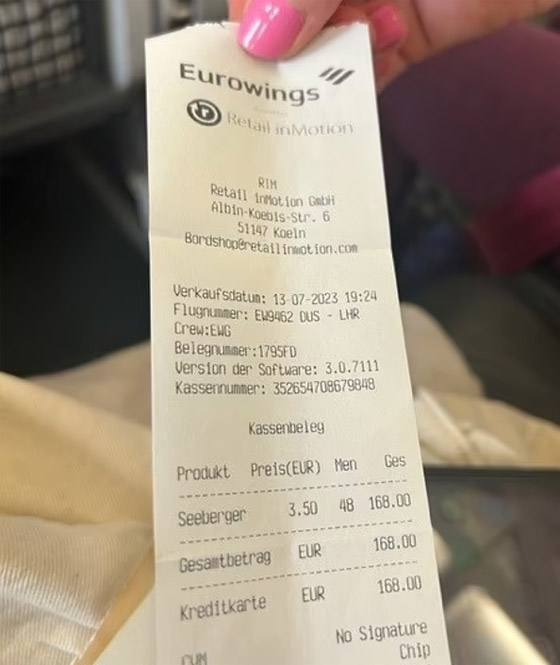 Eurowings
Retail inMotion
RIM
Retail inMotion GmbH
Albin-Koebis-Str. 6
51147 Koeln
Bordshop@retailinmotion.com
Verkaufsdatum: 13-07-2023 19:24
Flugnummer: EW9462 DUS - LHR
Crew:EWG
Belegnummer:1795FD
Version der Software: 3.0.7111
Kassennummer: 352654708679848
Kassenbeleg
Produkt Preis(EUR) Men Ges
Seeberger 3.50 48 168.00
Gesamtbetrag EUR 168.00
Kreditkarte EUR 168.00
No Signature
CVM Chip